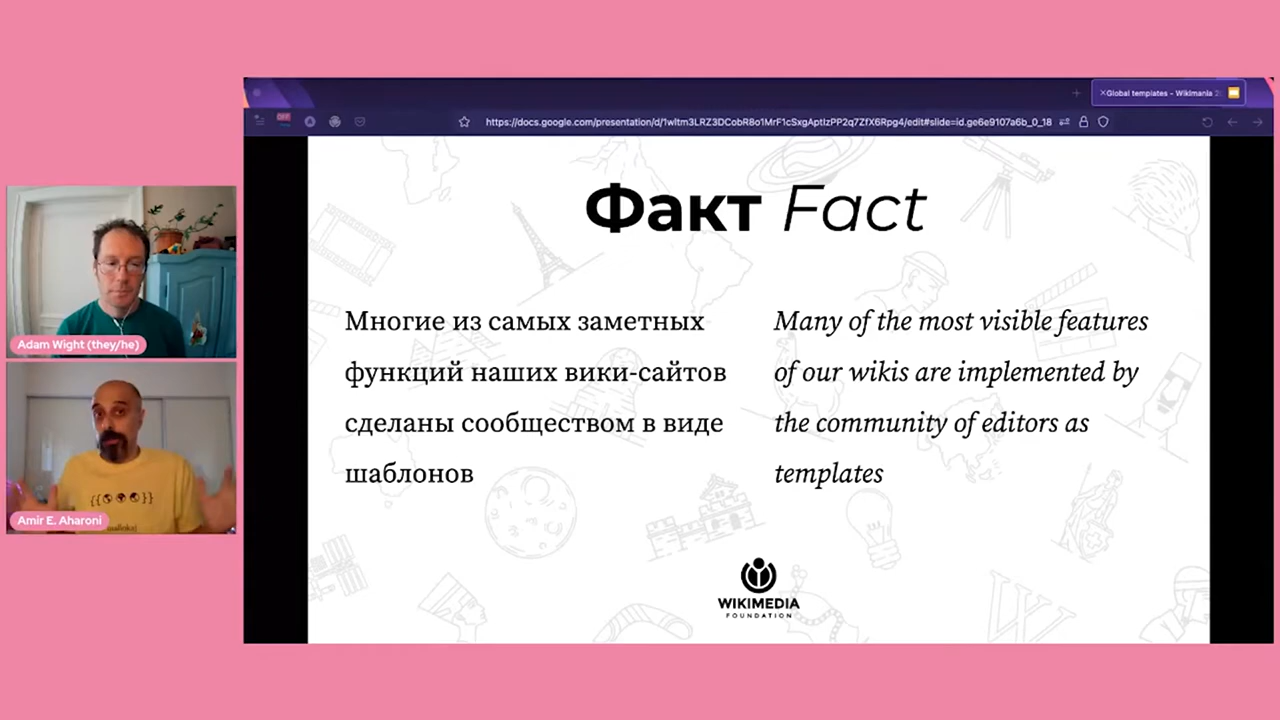 Global templates - Wikimania 2
OFF
https://docs.google.com/presentation/d/1wltm3LRZ3DCobR8o1MrF1cSxgAptIzPP2q7ZfX6Rpg4/edit#slide=id.ge6e9107a6b_0_18
Факт Fact
Многие из самых заметных
функций наших вики-сайтов
сделаны сообществом в виде
шаблонов
Many of the most visible features
of our wikis are implemented by
the community of editors as
templates
WIKIMEDIA
FOUNDATION
Adam Wight (they/he)
Amir E. Aharoni